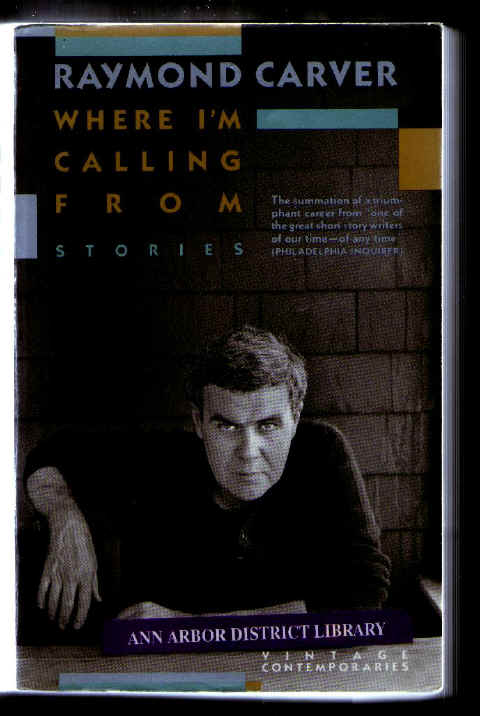 RAYMOND CARVER
WHERE I'M
CALLING
FROM
STORIES
The summation of a trium-
phant career from "one of
the great short story writers
of our time—of any time"
(PHILADELPHIA INQUIRER).
ANN ARBOR DISTRICT LIBRARY
VINTAGE
CONTEMPORARIES